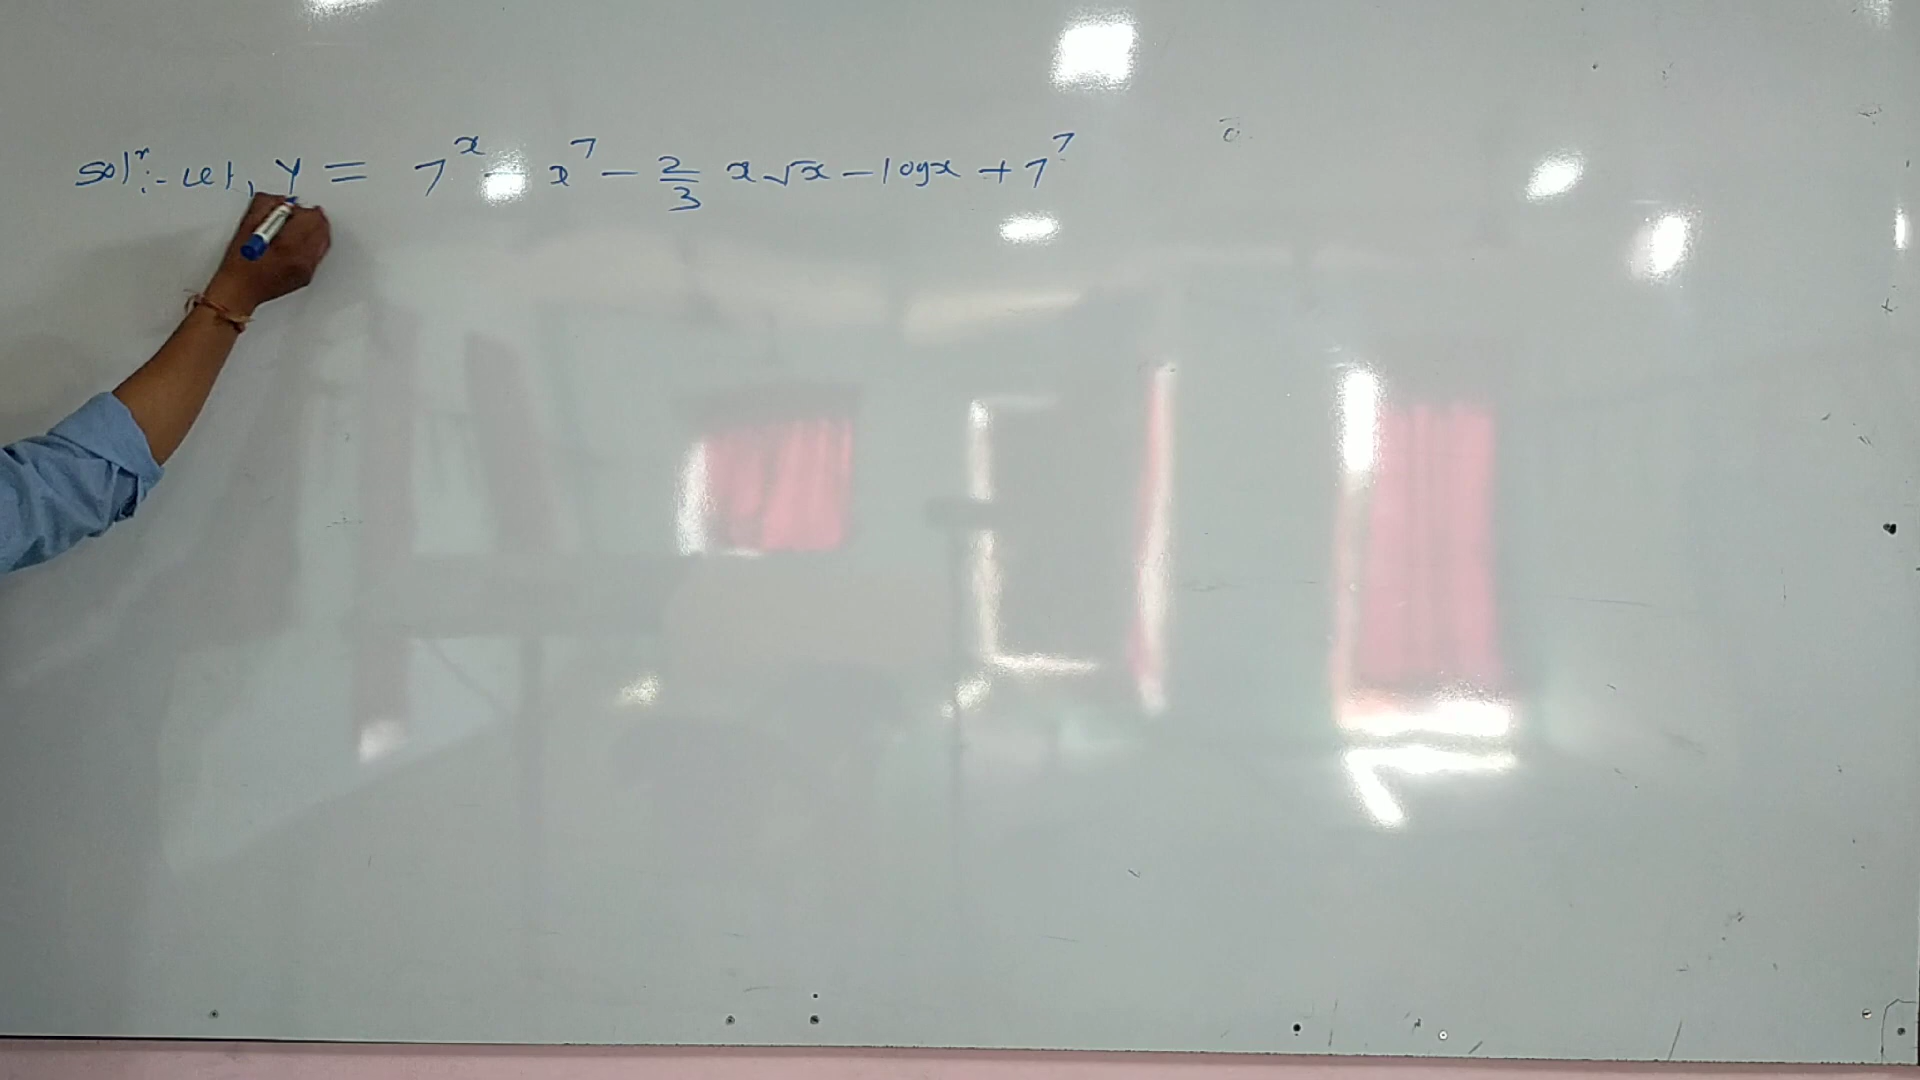 Solⁿ:- Let, y = 7^x - x^7 - 2/3 x√x - logx + 7^7